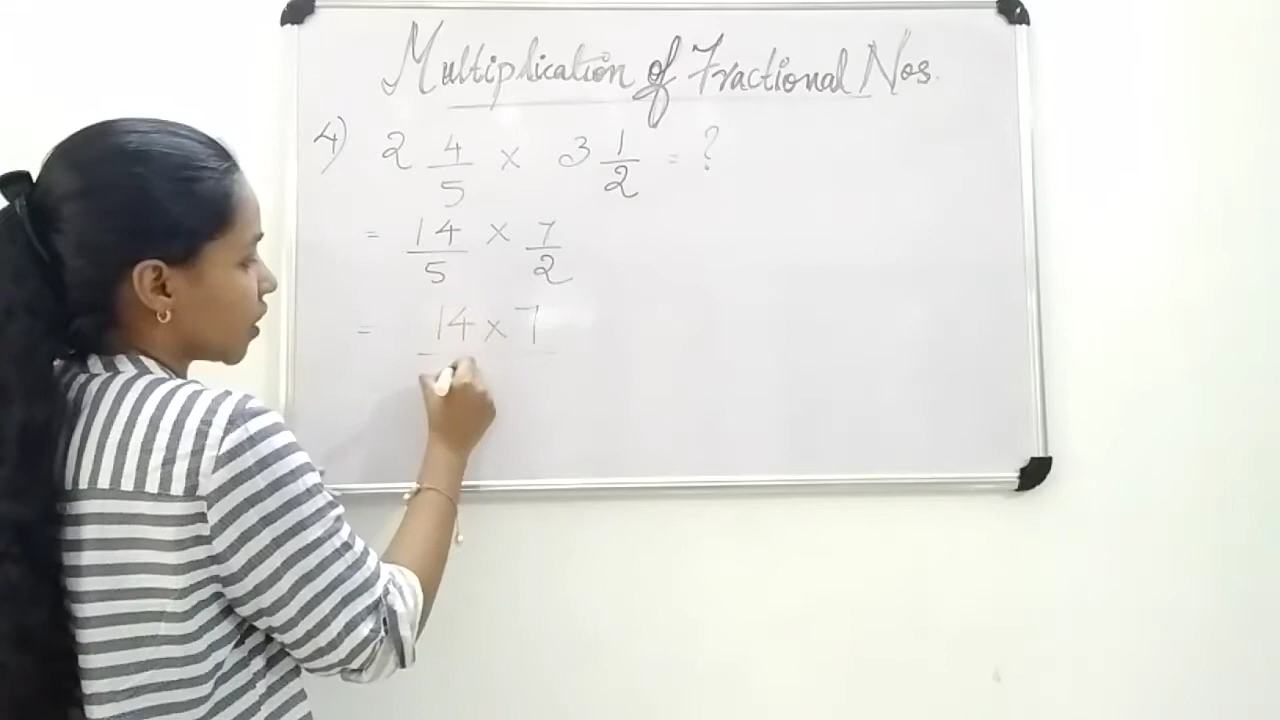 Multiplication of Fractional Nos.
4) 2 4/5 × 3 1/2 = ?
= 14/5 × 7/2
= 14 × 7